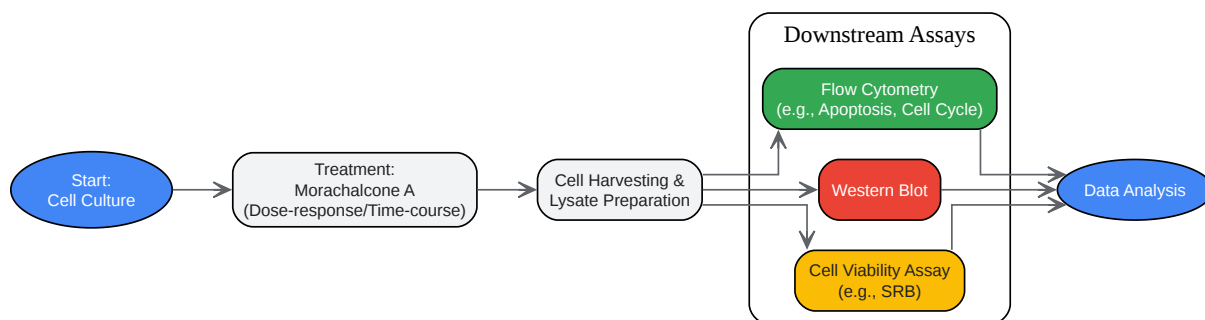 Start:
Cell Culture
Treatment:
Morachalcone A
(Dose-response/Time-course)
Cell Harvesting &
Lysate Preparation
Downstream Assays
Flow Cytometry
(e.g., Apoptosis, Cell Cycle)
Western Blot
Cell Viability Assay
(e.g., SRB)
Data Analysis